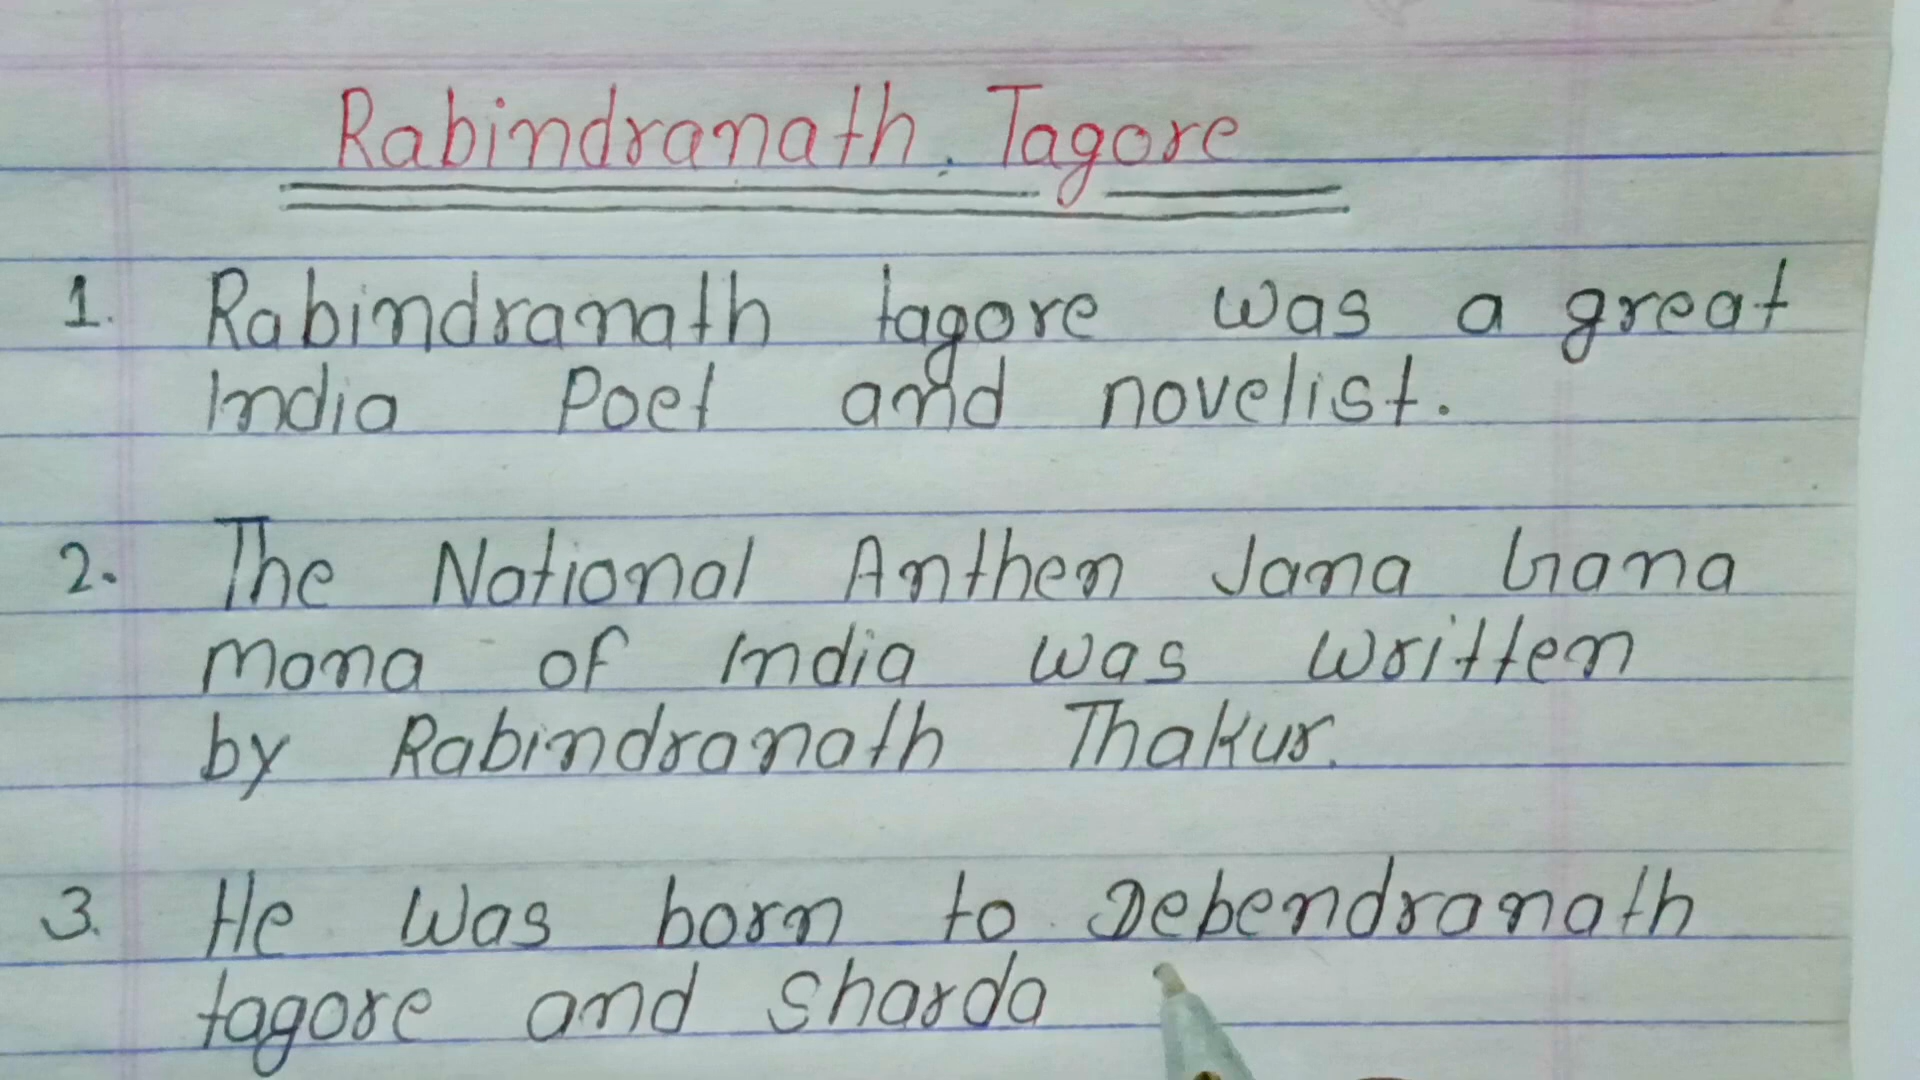 Rabindranath. Tagore
1. Rabindranath tagore was a great
India Poet and novelist.
2. The National Anthen Jana Gana
mana of India was written
by Rabindranath Thakur.
3. He was born to Debendranath
tagore and Sharda